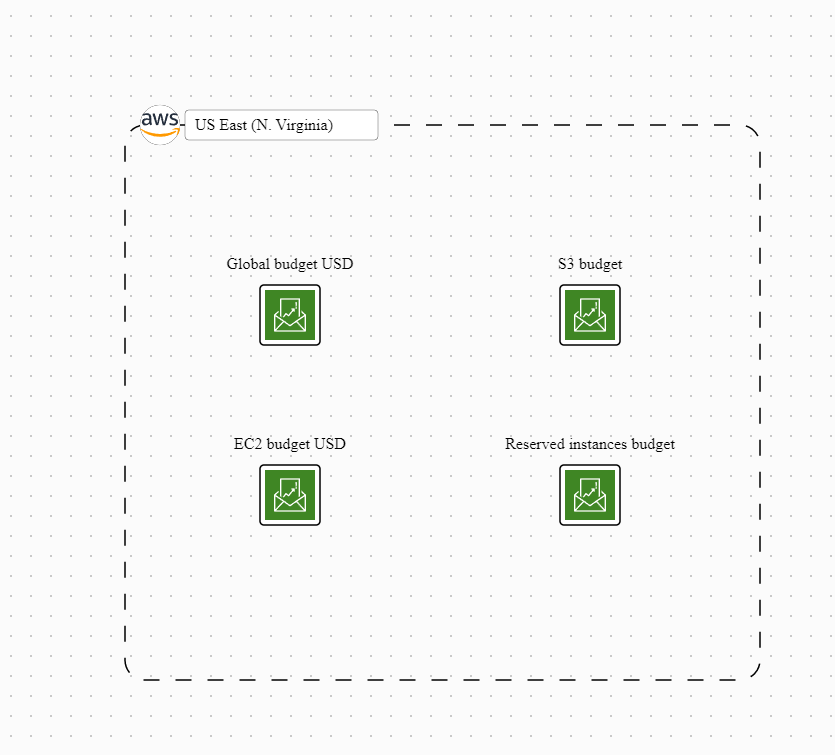 aws
US East (N. Virginia)
Global budget USD
S3 budget
EC2 budget USD
Reserved instances budget